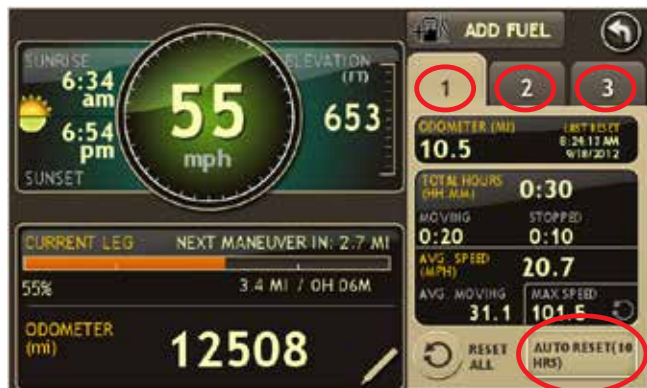 SUNRISE
6:34
am
6:54
pm
SUNSET
55
mph
ELEVATION
(FT)
653
CURRENT LEG
NEXT MANEUVER IN: 2.7 MI
55%
3.4 MI / 0H 06M
ODOMETER
(mi)
12508
ADD FUEL
1
2
3
ODOMETER (MI)
10.5
LAST RESET
8:24:13 AM
9/18/2012
TOTAL HOURS
(HH:MM)
0:30
MOVING
0:20
STOPPED
0:10
AVG. SPEED
(MPH)
20.7
AVG. MOVING
31.1
MAX SPEED
101.5
RESET
ALL
AUTO RESET(10
HRS)